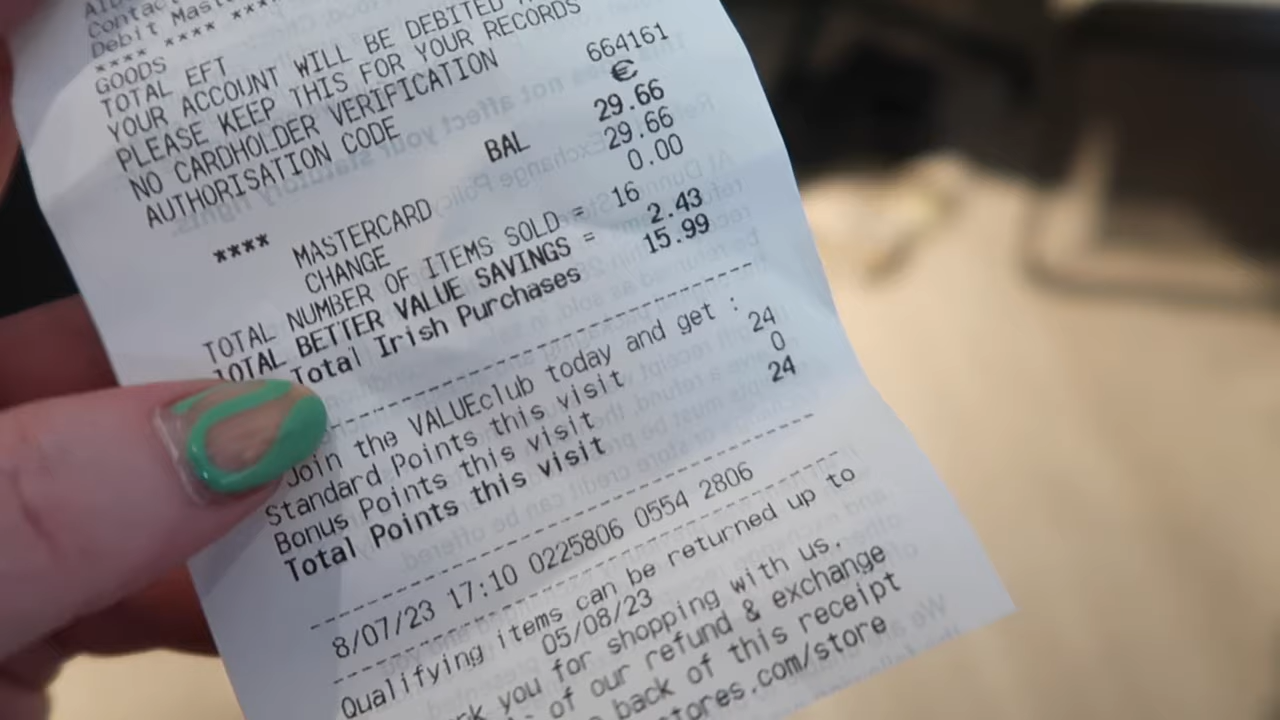 Debit
**** **** ***
GOODS
TOTAL EFT
YOUR ACCOUNT WILL BE DEBITED
PLEASE KEEP THIS FOR YOUR RECORDS
NO CARDHOLDER VERIFICATION
AUTHORISATION CODE 664161
€
BAL 29.66
**** MASTERCARD 29.66
CHANGE 0.00
TOTAL NUMBER OF ITEMS SOLD = 16
TOTAL BETTER VALUE SAVINGS = 2.43
Total Irish Purchases 15.99
Join the VALUEclub today and get :
Standard Points this visit 24
Bonus Points this visit 0
Total Points this visit 24
8/07/23 17:10 0225806 0554 2806
Qualifying items can be returned up to
05/08/23
you for shopping with us.
of our refund & exchange
back of this receipt
tores.com/store